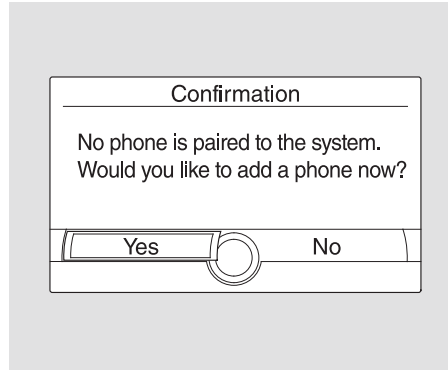 Confirmation
No phone is paired to the system.
Would you like to add a phone now?
Yes No